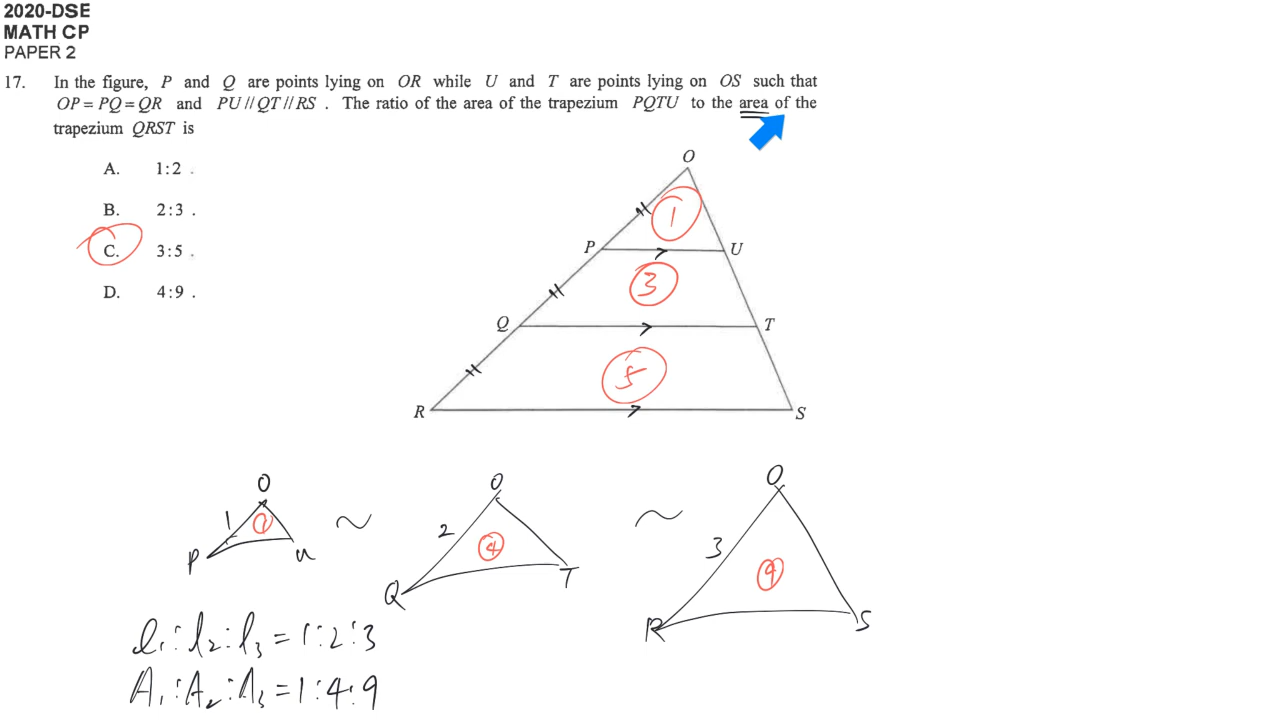 2020-DSE
MATH CP
PAPER 2
17. In the figure, P and Q are points lying on OR while U and T are points lying on OS such that
OP = PQ = QR and PU // QT // RS . The ratio of the area of the trapezium PQTU to the area of the
trapezium QRST is
A. 1 : 2 .
B. 2 : 3 .
C. 3 : 5 .
D. 4 : 9 .
O
1
P
U
3
Q
T
5
R
S
O
1
1
P
u
~
O
2
4
Q
T
~
O
3
9
R
S
l₁ : l₂ : l₃ = 1 : 2 : 3
A₁ : A₂ : A₃ = 1 : 4 : 9